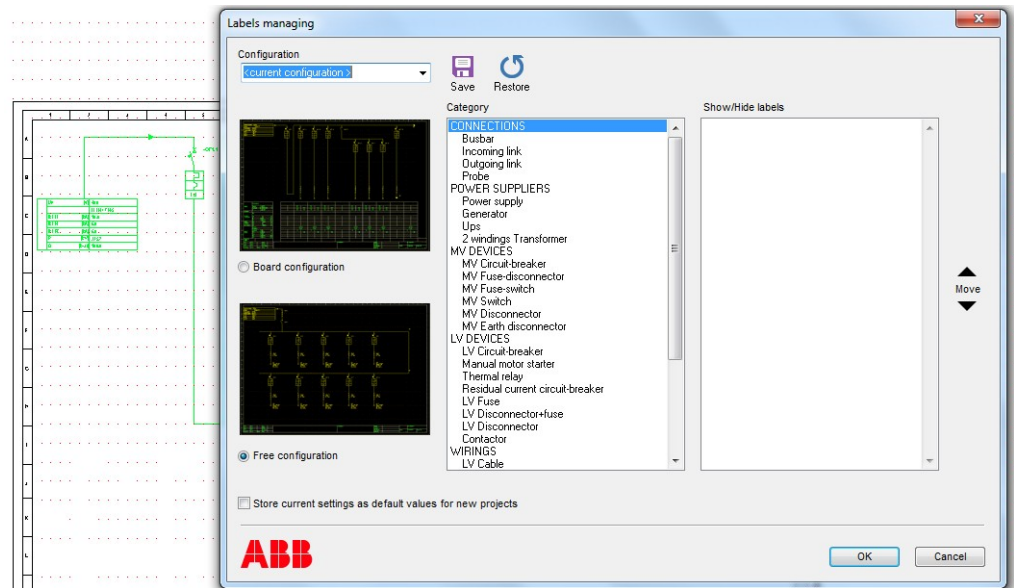 Labels managing
Configuration
<current configuration >
Save
Restore
Category
Show/Hide labels
CONNECTIONS
Busbar
Incoming link
Outgoing link
Probe
POWER SUPPLIERS
Power supply
Generator
Ups
2 windings Transformer
MV DEVICES
MV Circuit-breaker
MV Fuse-disconnector
MV Fuse-switch
MV Switch
MV Disconnector
MV Earth disconnector
LV DEVICES
LV Circuit-breaker
Manual motor starter
Thermal relay
Residual current circuit-breaker
LV Fuse
LV Disconnector+fuse
LV Disconnector
Contactor
WIRINGS
LV Cable
Board configuration
Free configuration
Move
Store current settings as default values for new projects
ABB
OK
Cancel